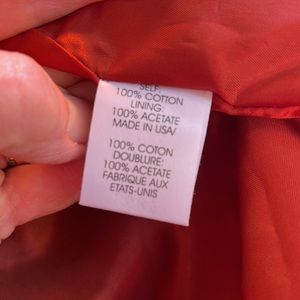 SELF:
100% COTTON
LINING:
100% ACETATE
MADE IN USA/
100% COTON
DOUBLURE:
100% ACETATE
FABRIQUE AUX
ETATS-UNIS